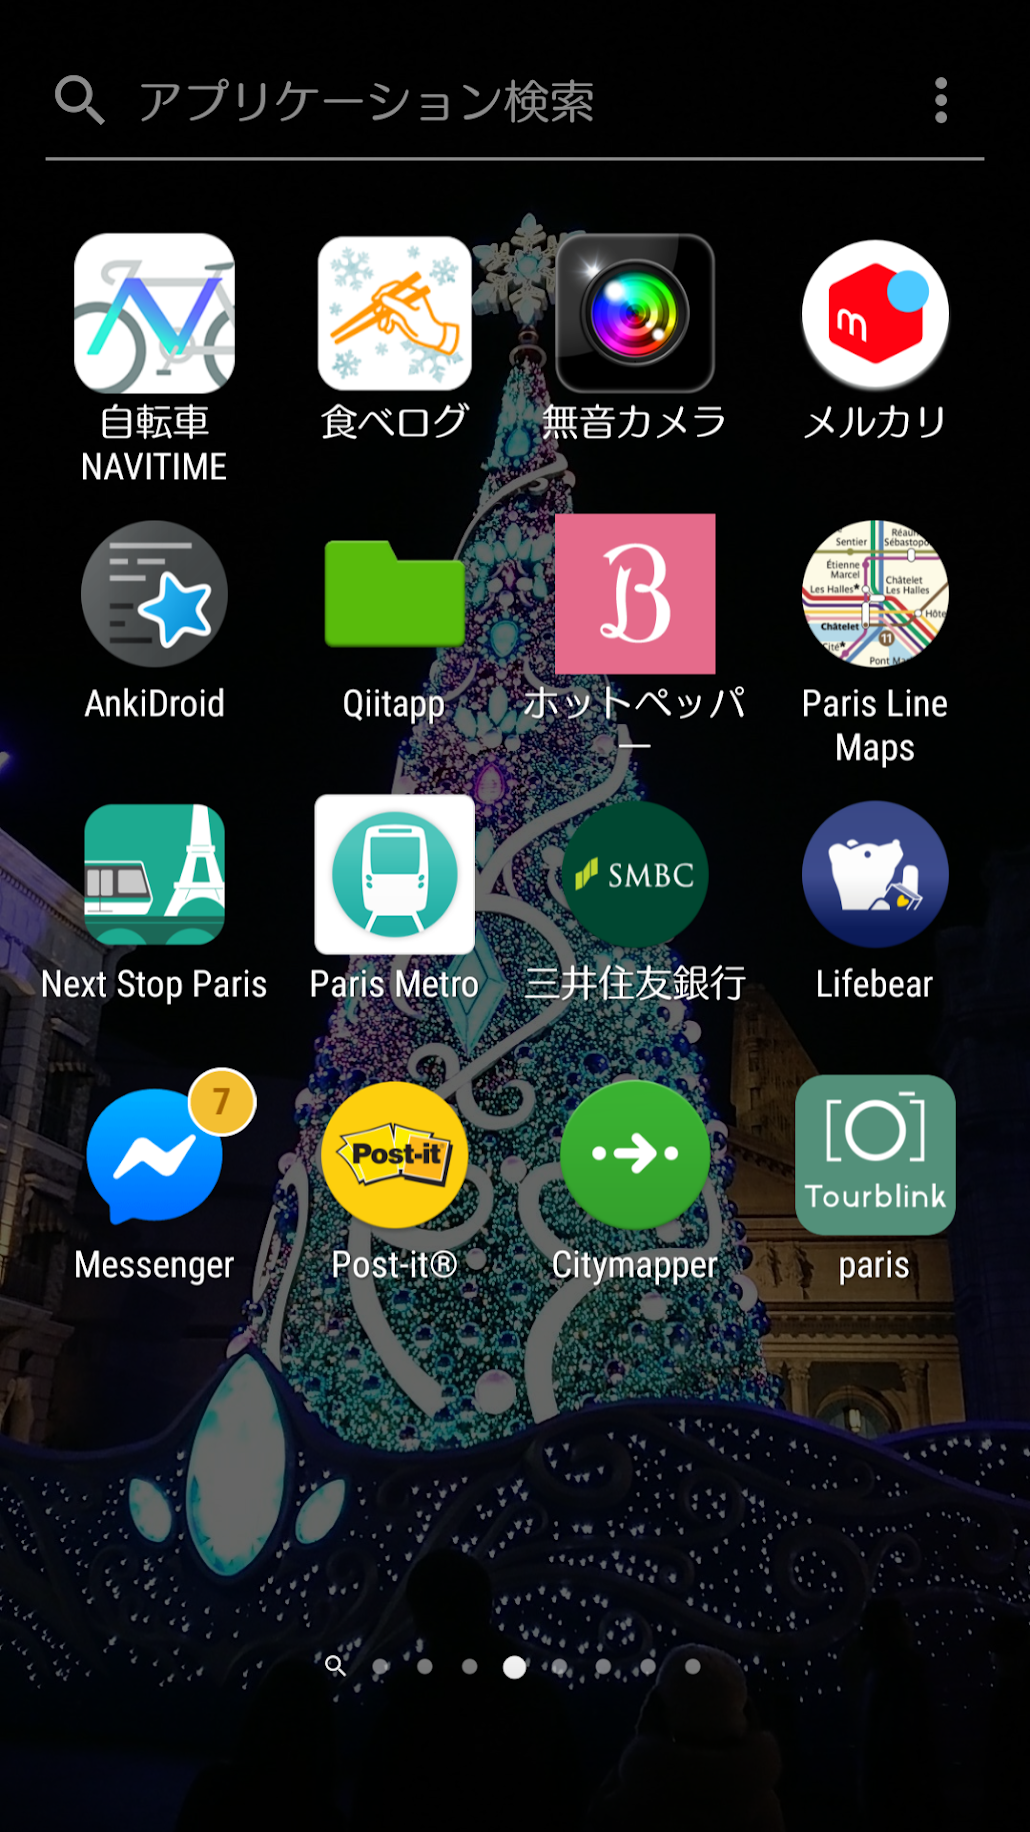 アプリケーション検索
自転車
NAVITIME
食べログ
無音カメラ
m
メルカリ
AnkiDroid
Qiitapp
B
ホットペッパ
ー
Sentier
Réau
Sébastopo
Étienne
Marcel
Les Halles
Châtelet
Les Halles
Hôte
Châtelet
Cité
11
Pont Ma
Paris Line
Maps
Next Stop Paris
Paris Metro
SMBC
三井住友銀行
Lifebear
7
Messenger
Post-it
Post-it®
Citymapper
Tourblink
paris